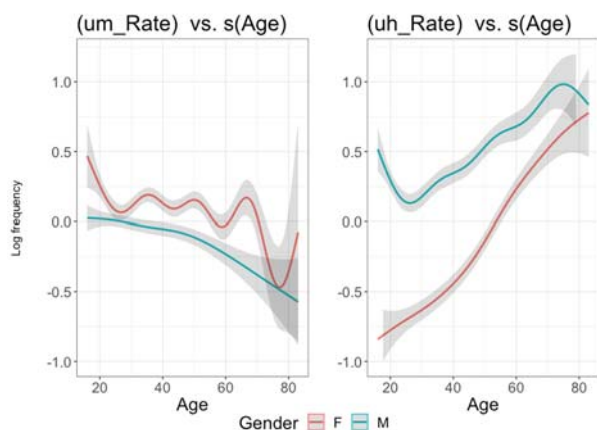 (um_Rate) vs. s(Age) (uh_Rate) vs. s(Age)
1.0 1.0
0.5 0.5
Log frequency
0.0 0.0
-0.5 -0.5
-1.0 -1.0
20 40 60 80 20 40 60 80
Age Age
Gender F M